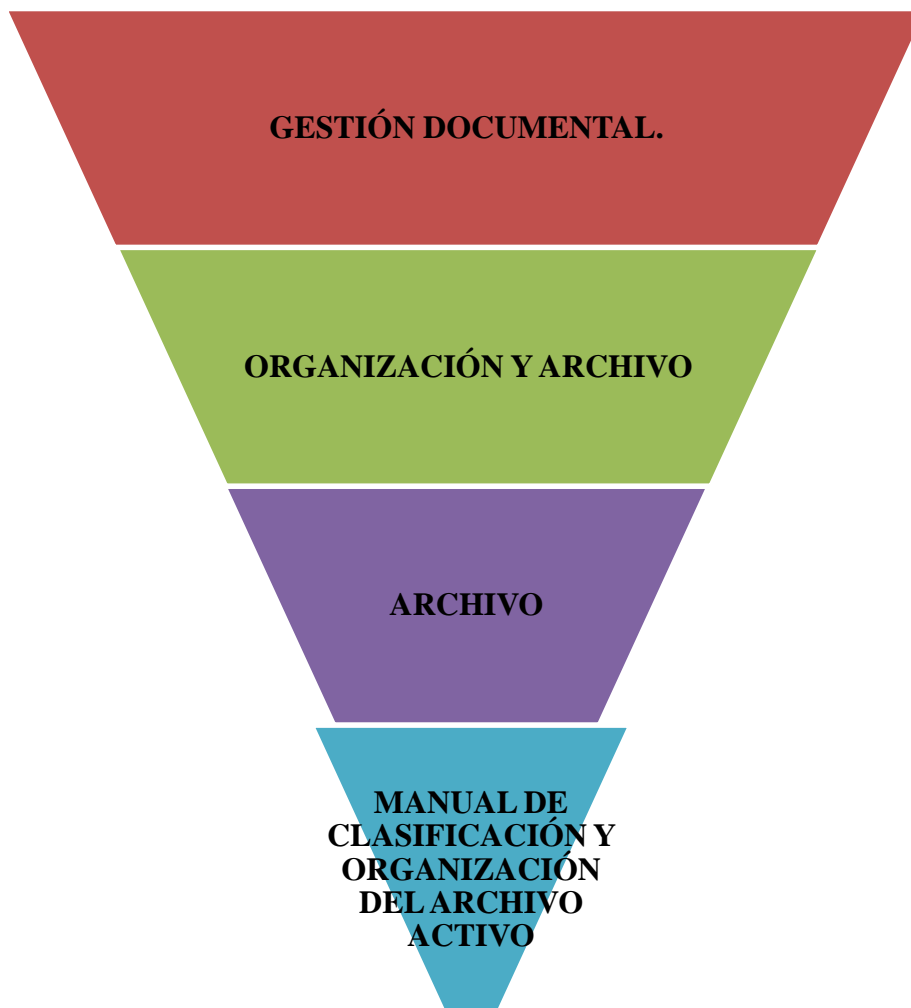 GESTIÓN DOCUMENTAL.
ORGANIZACIÓN Y ARCHIVO
ARCHIVO
MANUAL DE
CLASIFICACIÓN Y
ORGANIZACIÓN
DEL ARCHIVO
ACTIVO